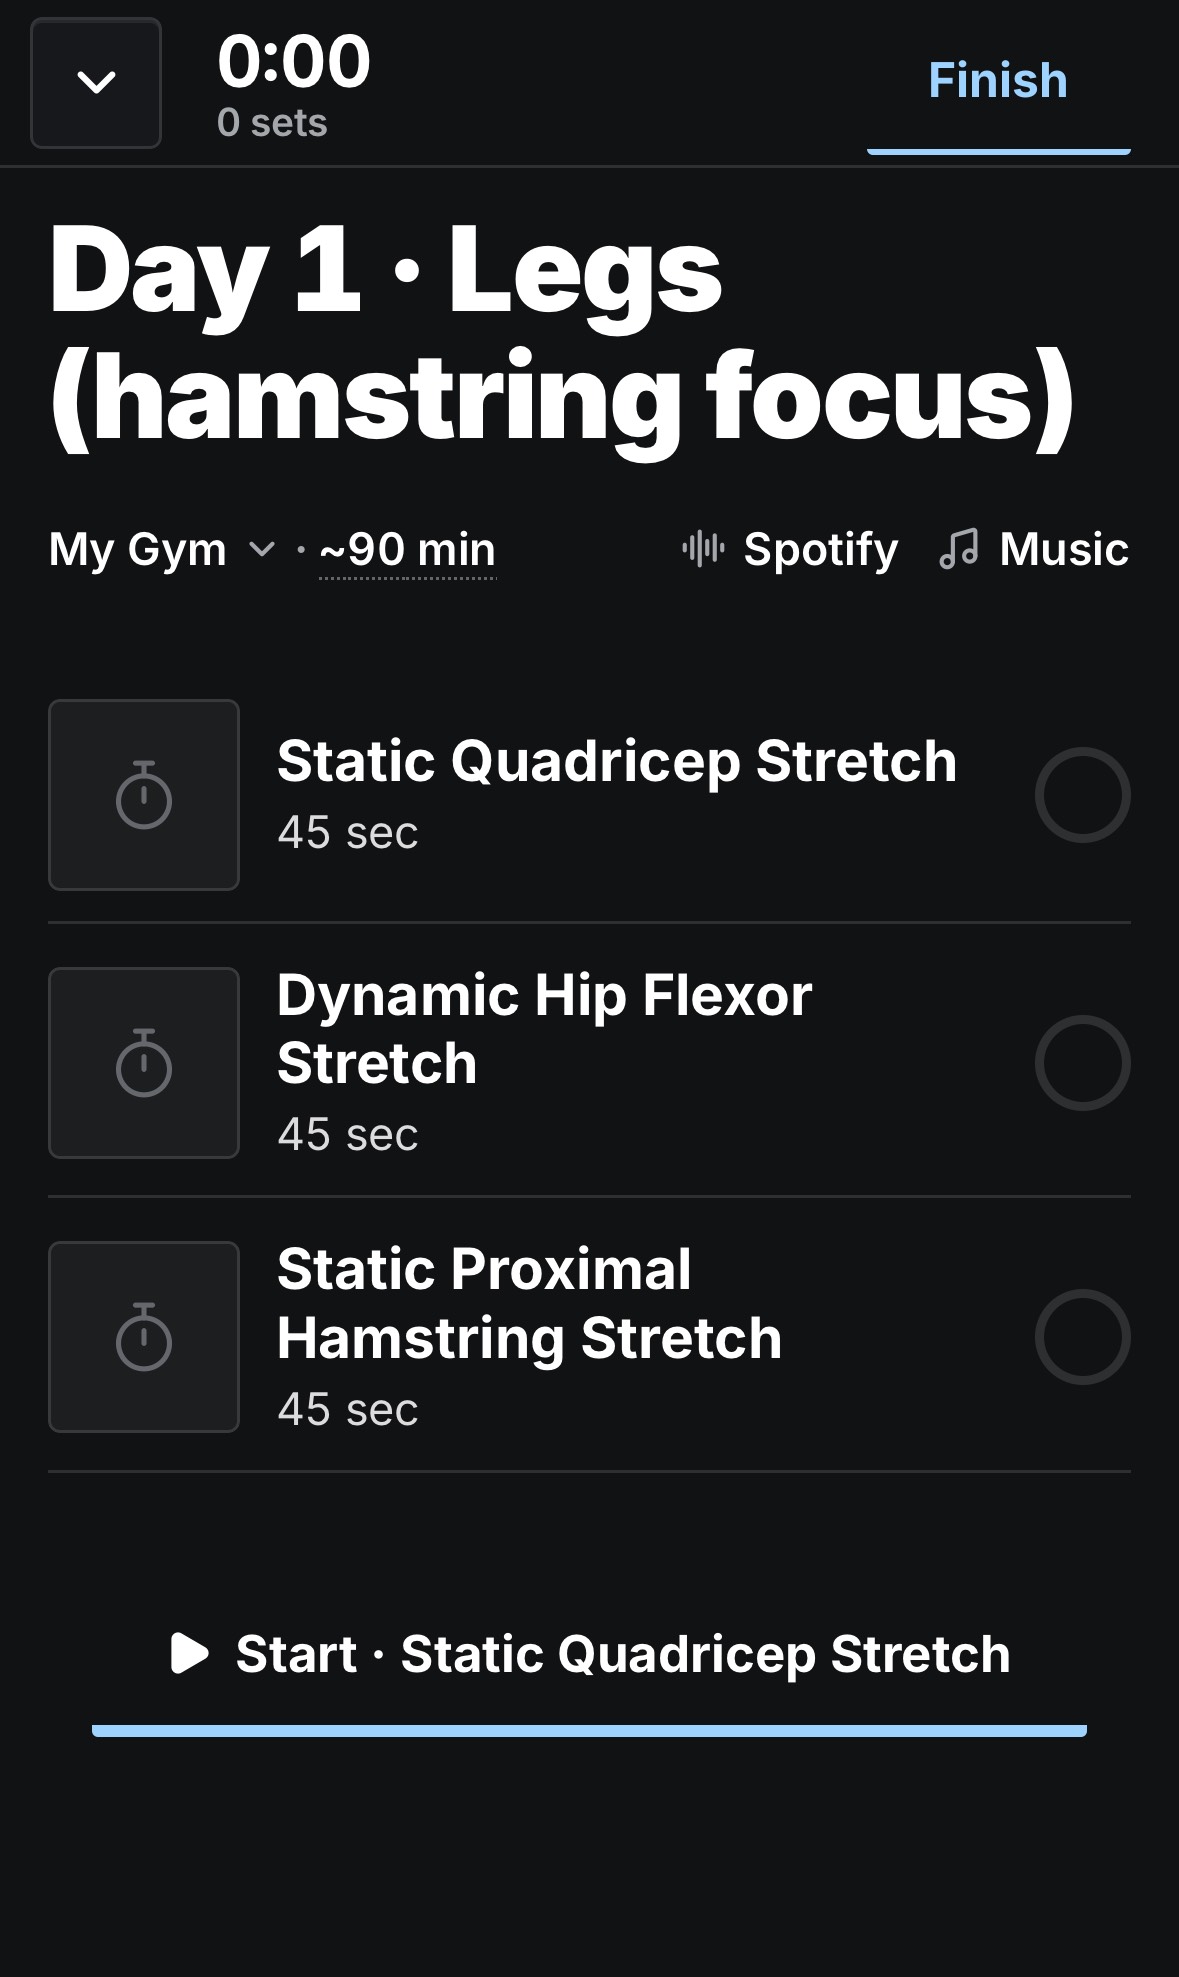 0:00
0 sets
Finish
Day 1 · Legs
(hamstring focus)
My Gym · ~90 min
Spotify
Music
Static Quadricep Stretch
45 sec
Dynamic Hip Flexor
Stretch
45 sec
Static Proximal
Hamstring Stretch
45 sec
Start · Static Quadricep Stretch